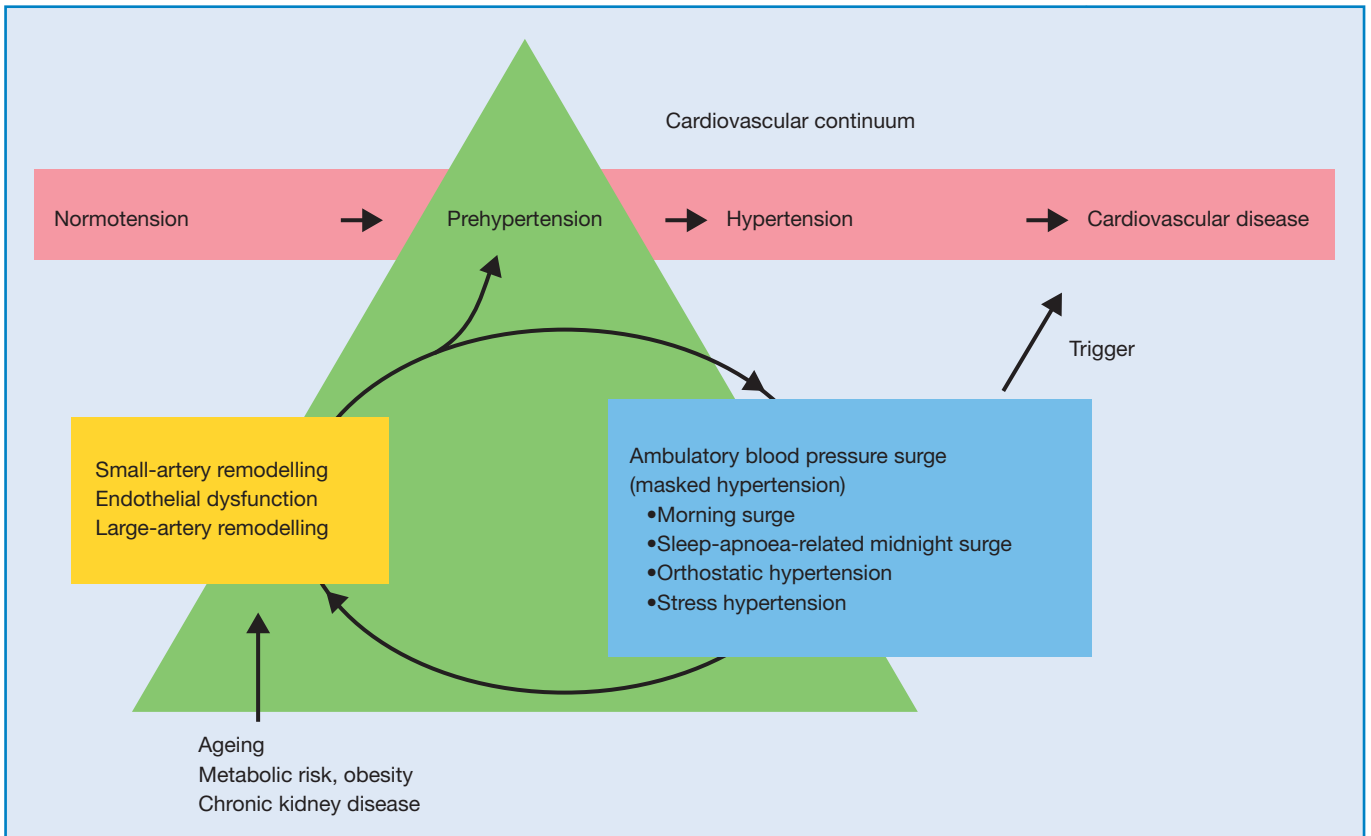 Cardiovascular continuum
Normotension
Prehypertension
Hypertension
Cardiovascular disease
Trigger
Small-artery remodelling
Endothelial dysfunction
Large-artery remodelling
Ambulatory blood pressure surge
(masked hypertension)
•Morning surge
•Sleep-apnoea-related midnight surge
•Orthostatic hypertension
•Stress hypertension
Ageing
Metabolic risk, obesity
Chronic kidney disease